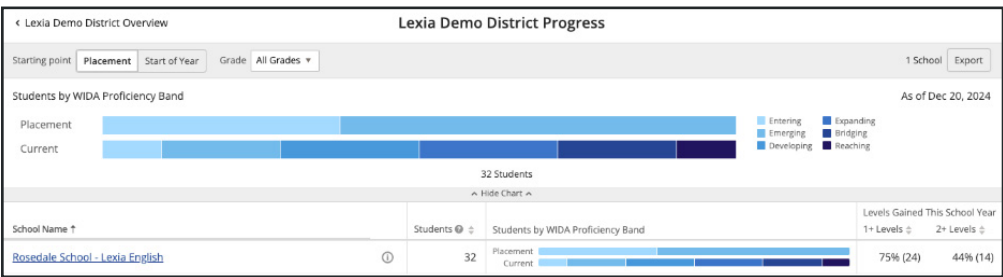 ‹ Lexia Demo District Overview
Lexia Demo District Progress
Starting point Placement Start of Year Grade All Grades ▼ 1 School Export
Students by WIDA Proficiency Band As of Dec 20, 2024
Placement
Current
Entering Expanding
Emerging Bridging
Developing Reaching
32 Students
^ Hide Chart ^
Levels Gained This School Year
School Name ↑ Students Students by WIDA Proficiency Band 1+ Levels 2+ Levels
Placement
Rosedale School - Lexia English 32 75% (24) 44% (14)
Current